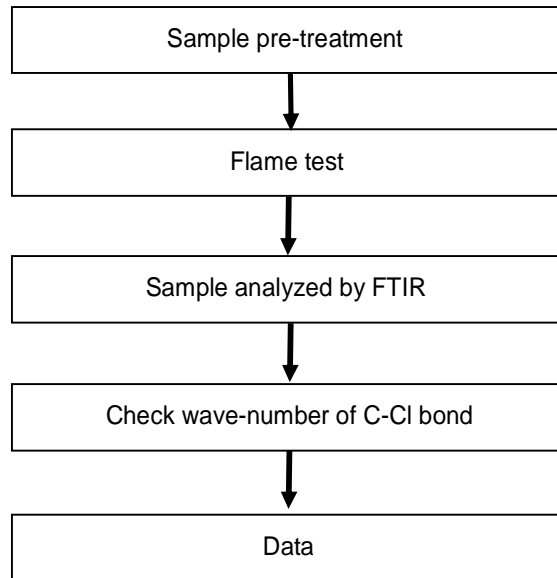 Sample pre-treatment
Flame test
Sample analyzed by FTIR
Check wave-number of C-Cl bond
Data